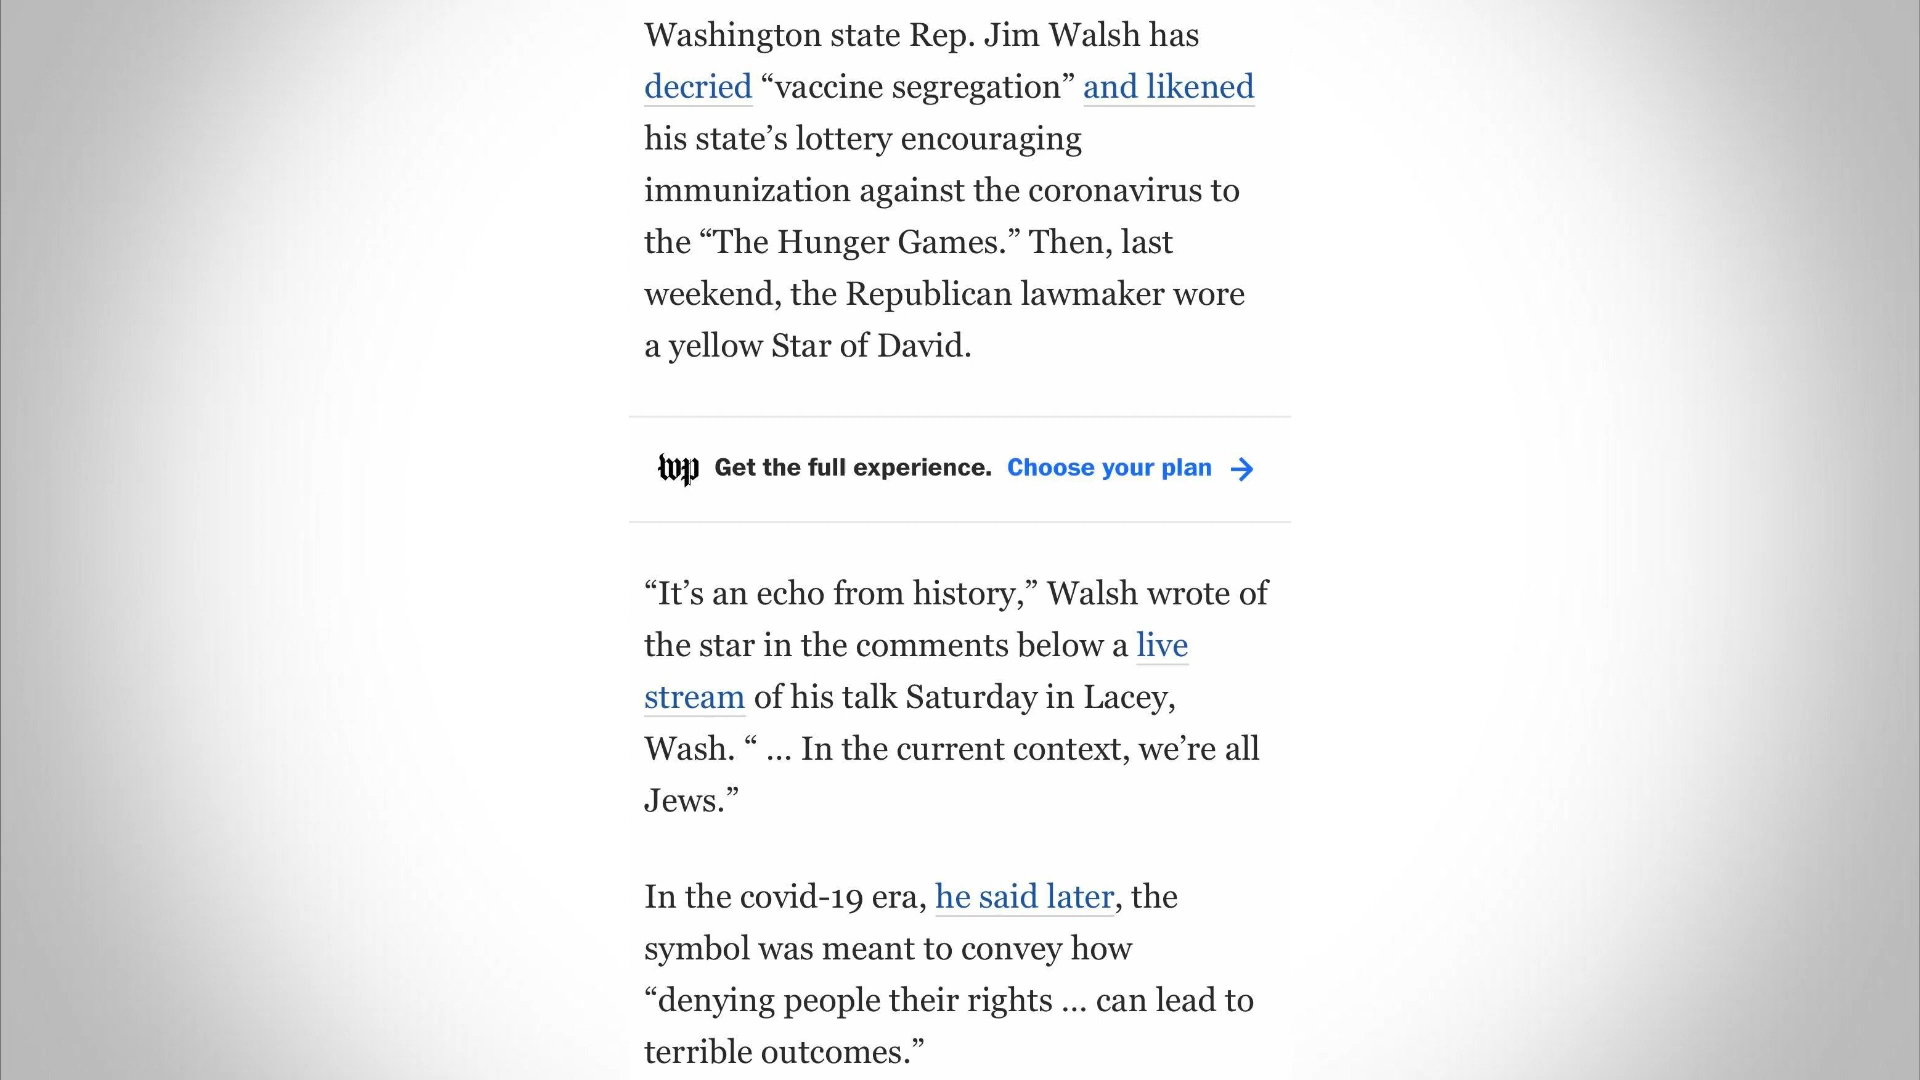 Washington state Rep. Jim Walsh has
decried “vaccine segregation” and likened
his state’s lottery encouraging
immunization against the coronavirus to
the “The Hunger Games.” Then, last
weekend, the Republican lawmaker wore
a yellow Star of David.
wp Get the full experience. Choose your plan →
“It’s an echo from history,” Walsh wrote of
the star in the comments below a live
stream of his talk Saturday in Lacey,
Wash. “ ... In the current context, we’re all
Jews.”
In the covid-19 era, he said later, the
symbol was meant to convey how
“denying people their rights ... can lead to
terrible outcomes.”